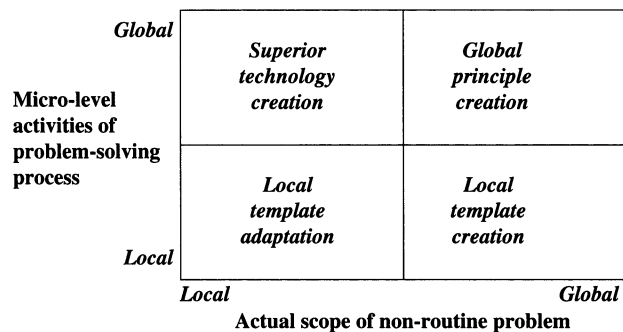 Global
Superior
technology
creation
Global
principle
creation
Micro-level
activities of
problem-solving
process
Local
template
adaptation
Local
template
creation
Local
Local
Global
Actual scope of non-routine problem